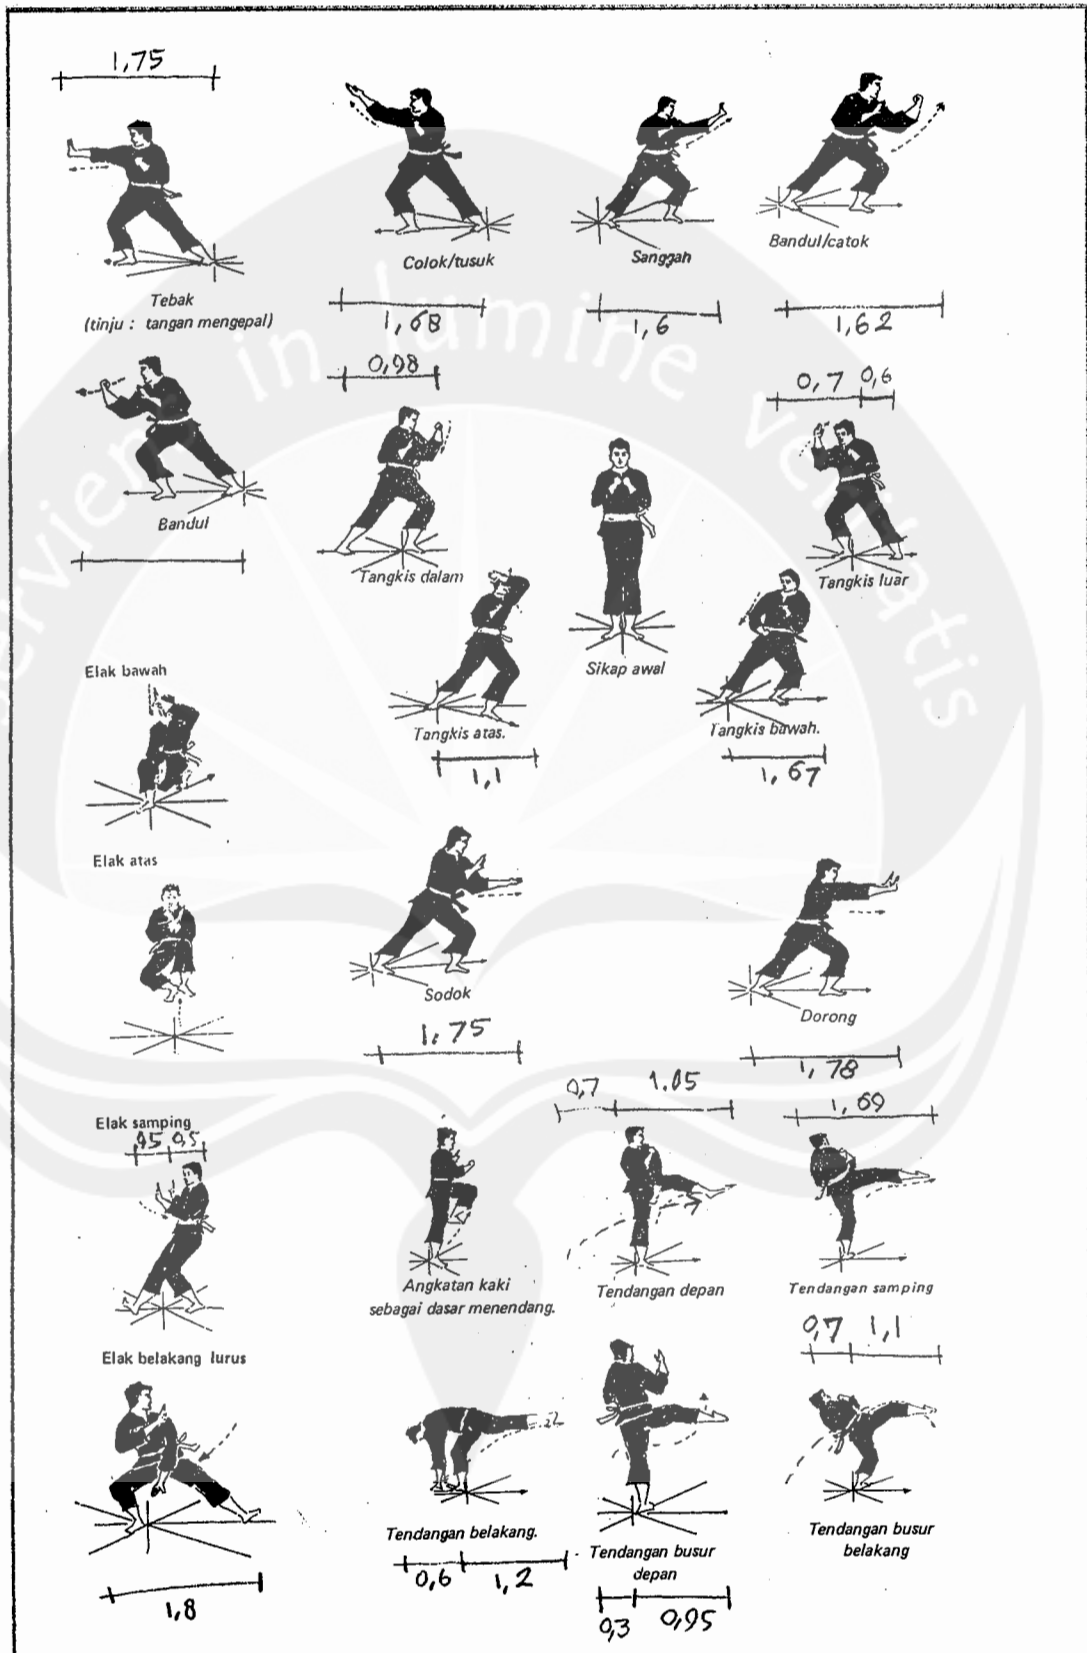 1,75
Tebak
(tinju : tangan mengepal)
Colok/tusuk
1,68
Sanggah
1,6
Bandul/catok
1,62
Bandul
0,98
Tangkis dalam
Sikap awal
0,7 0,6
Tangkis luar
Elak bawah
Tangkis atas.
1,1
Tangkis bawah.
1,67
Elak atas
Sodok
1,75
Dorong
1,78
Elak samping
0,5
Angkatan kaki
sebagai dasar menendang.
0,7 1.05
Tendangan depan
1,69
Tendangan samping
Elak belakang lurus
1,8
Tendangan belakang.
0,6 1,2
Tendangan busur
depan
0,3 0,95
0,7 1,1
Tendangan busur
belakang
in lumine veritatis